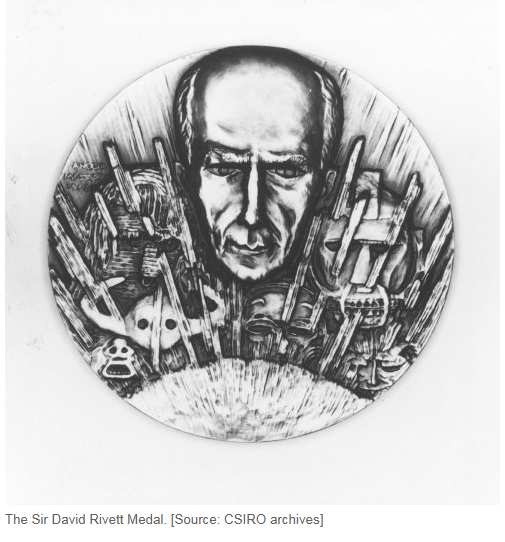 The Sir David Rivett Medal. [Source: CSIRO archives]